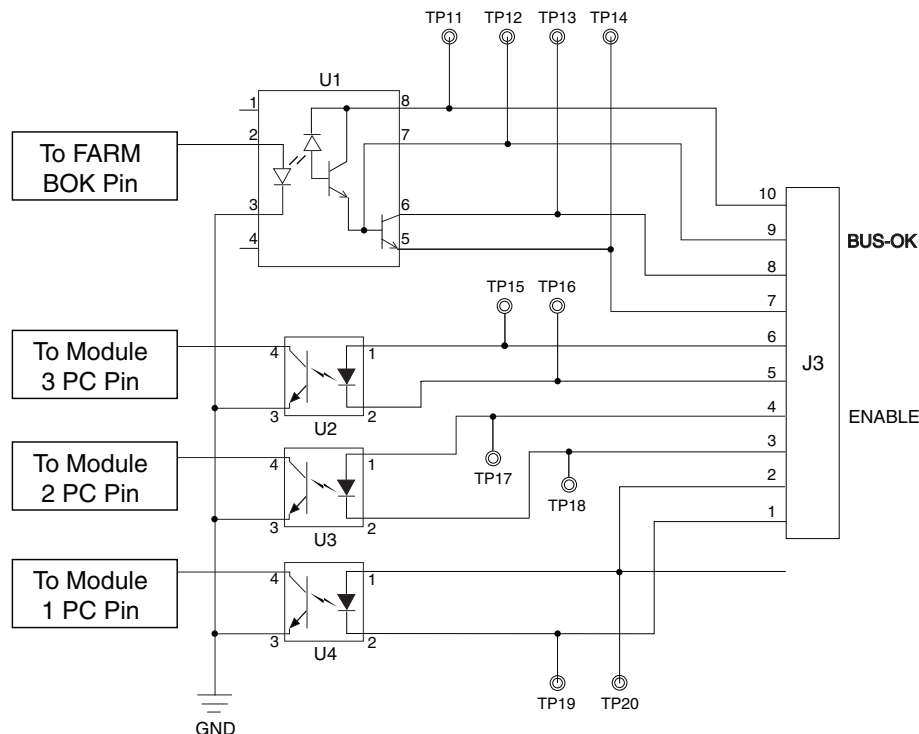 TP11 TP12 TP13 TP14
U1
1 8
2 7
To FARM
BOK Pin
3 6
4 5
10
9
BUS-OK
8
7
TP15 TP16
To Module
3 PC Pin
4 1
3 2
U2
6
5
J3
4
ENABLE
3
2
1
To Module
2 PC Pin
4 1
3 2
U3
TP17
TP18
To Module
1 PC Pin
4 1
3 2
U4
TP19 TP20
GND